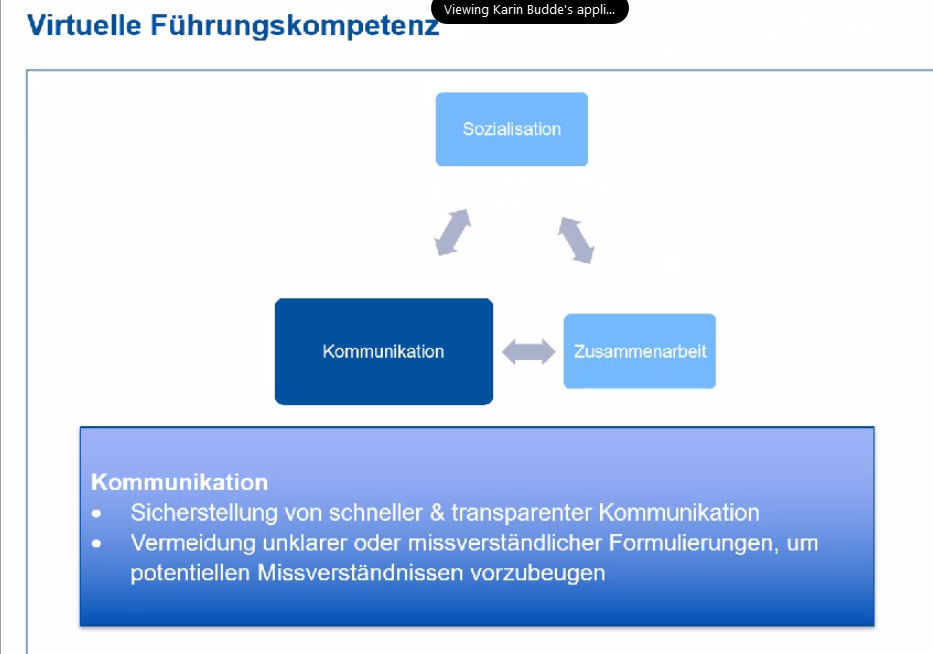 Viewing Karin Budde's appli...
Virtuelle Führungskompetenz
Sozialisation
Kommunikation
Zusammenarbeit
Kommunikation
• Sicherstellung von schneller & transparenter Kommunikation
• Vermeidung unklarer oder missverständlicher Formulierungen, um
potentiellen Missverständnissen vorzubeugen